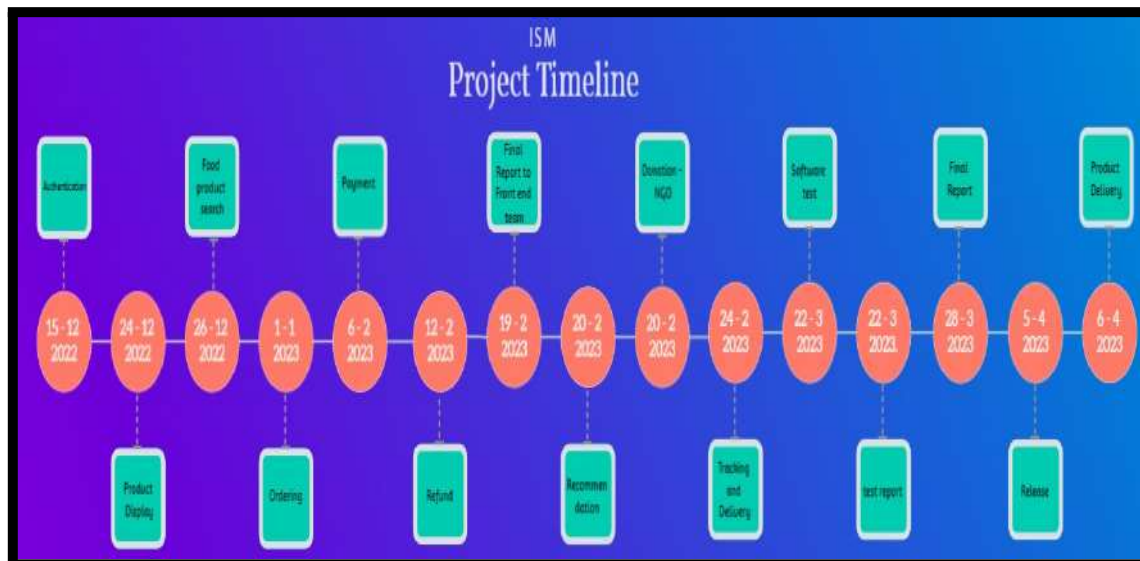 ISM
Project Timeline
Authentication
Food
product
search
Payment
Final
Report to
Front end
team
Donation -
NGO
Software
test
Final
Report
Product
Delivery
15 - 12
2022
24 - 12
2022
26 - 12
2022
1 - 1
2023
6 - 2
2023
12 - 2
2023
19 - 2
2023
20 - 2
2023
20 - 2
2023
24 - 2
2023
22 - 3
2023
22 - 3
2023.
28 - 3
2023
5 - 4
2023
6 - 4
2023
Product
Display
Ordering
Refund
Recommen
dation
Tracking
and
Delivery
test report
Release